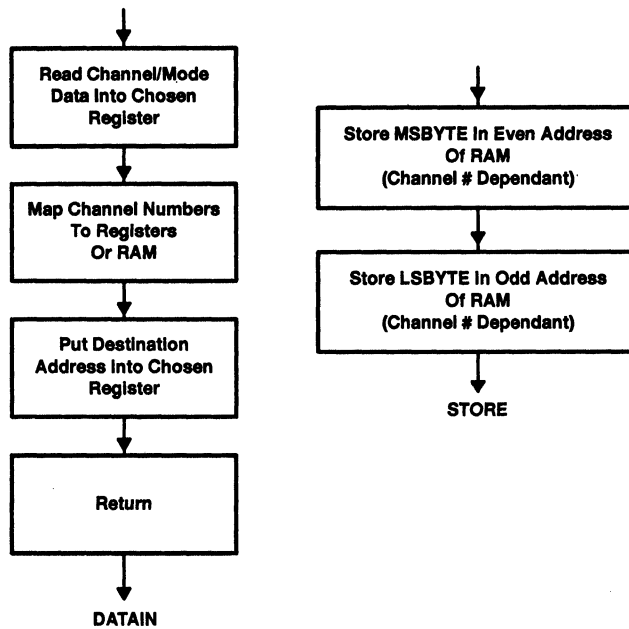 Read Channel/Mode
Data Into Chosen
Register
Map Channel Numbers
To Registers
Or RAM
Put Destination
Address Into Chosen
Register
Return
DATAIN
Store MSBYTE In Even Address
Of RAM
(Channel # Dependant)
Store LSBYTE In Odd Address
Of RAM
(Channel # Dependant)
STORE